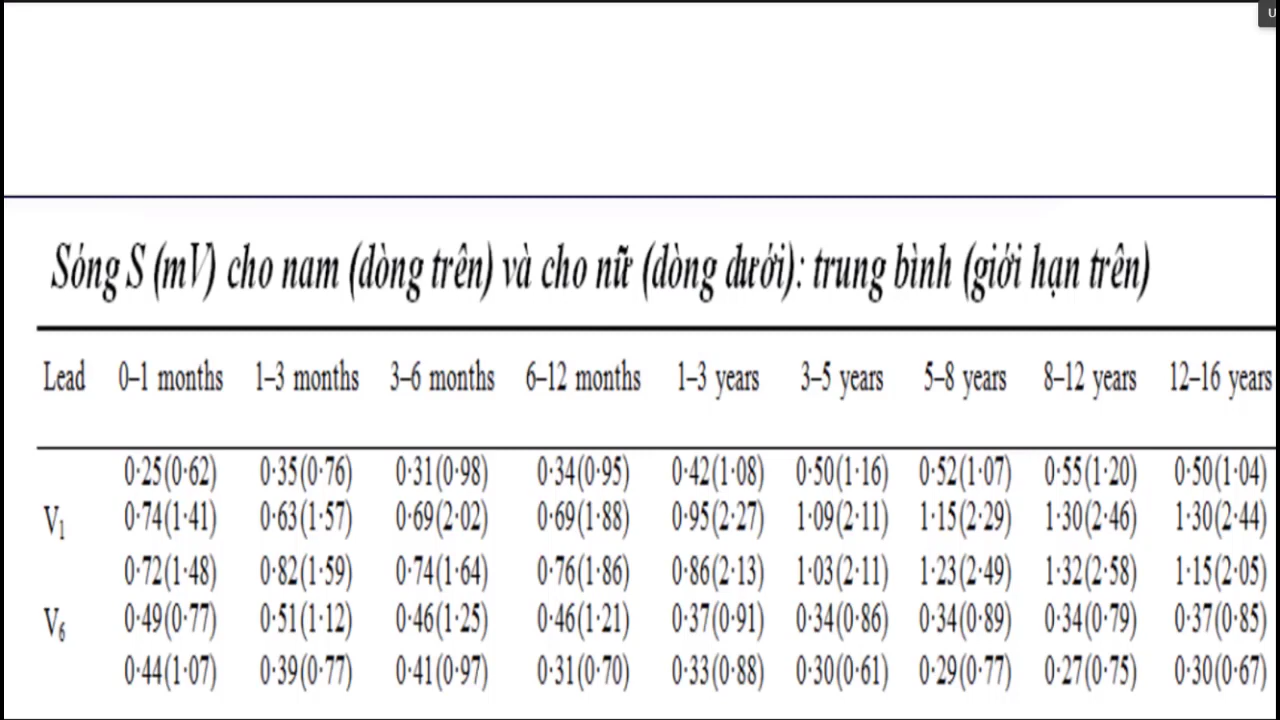 U
Sóng S (mV) cho nam (dòng trên) và cho nữ (dòng dưới): trung bình (giới hạn trên)
Lead 0–1 months 1–3 months 3–6 months 6–12 months 1–3 years 3–5 years 5–8 years 8–12 years 12–16 years
0·25(0·62) 0·35(0·76) 0·31(0·98) 0·34(0·95) 0·42(1·08) 0·50(1·16) 0·52(1·07) 0·55(1·20) 0·50(1·04)
V₁ 0·74(1·41) 0·63(1·57) 0·69(2·02) 0·69(1·88) 0·95(2·27) 1·09(2·11) 1·15(2·29) 1·30(2·46) 1·30(2·44)
0·72(1·48) 0·82(1·59) 0·74(1·64) 0·76(1·86) 0·86(2·13) 1·03(2·11) 1·23(2·49) 1·32(2·58) 1·15(2·05)
V₆ 0·49(0·77) 0·51(1·12) 0·46(1·25) 0·46(1·21) 0·37(0·91) 0·34(0·86) 0·34(0·89) 0·34(0·79) 0·37(0·85)
0·44(1·07) 0·39(0·77) 0·41(0·97) 0·31(0·70) 0·33(0·88) 0·30(0·61) 0·29(0·77) 0·27(0·75) 0·30(0·67)